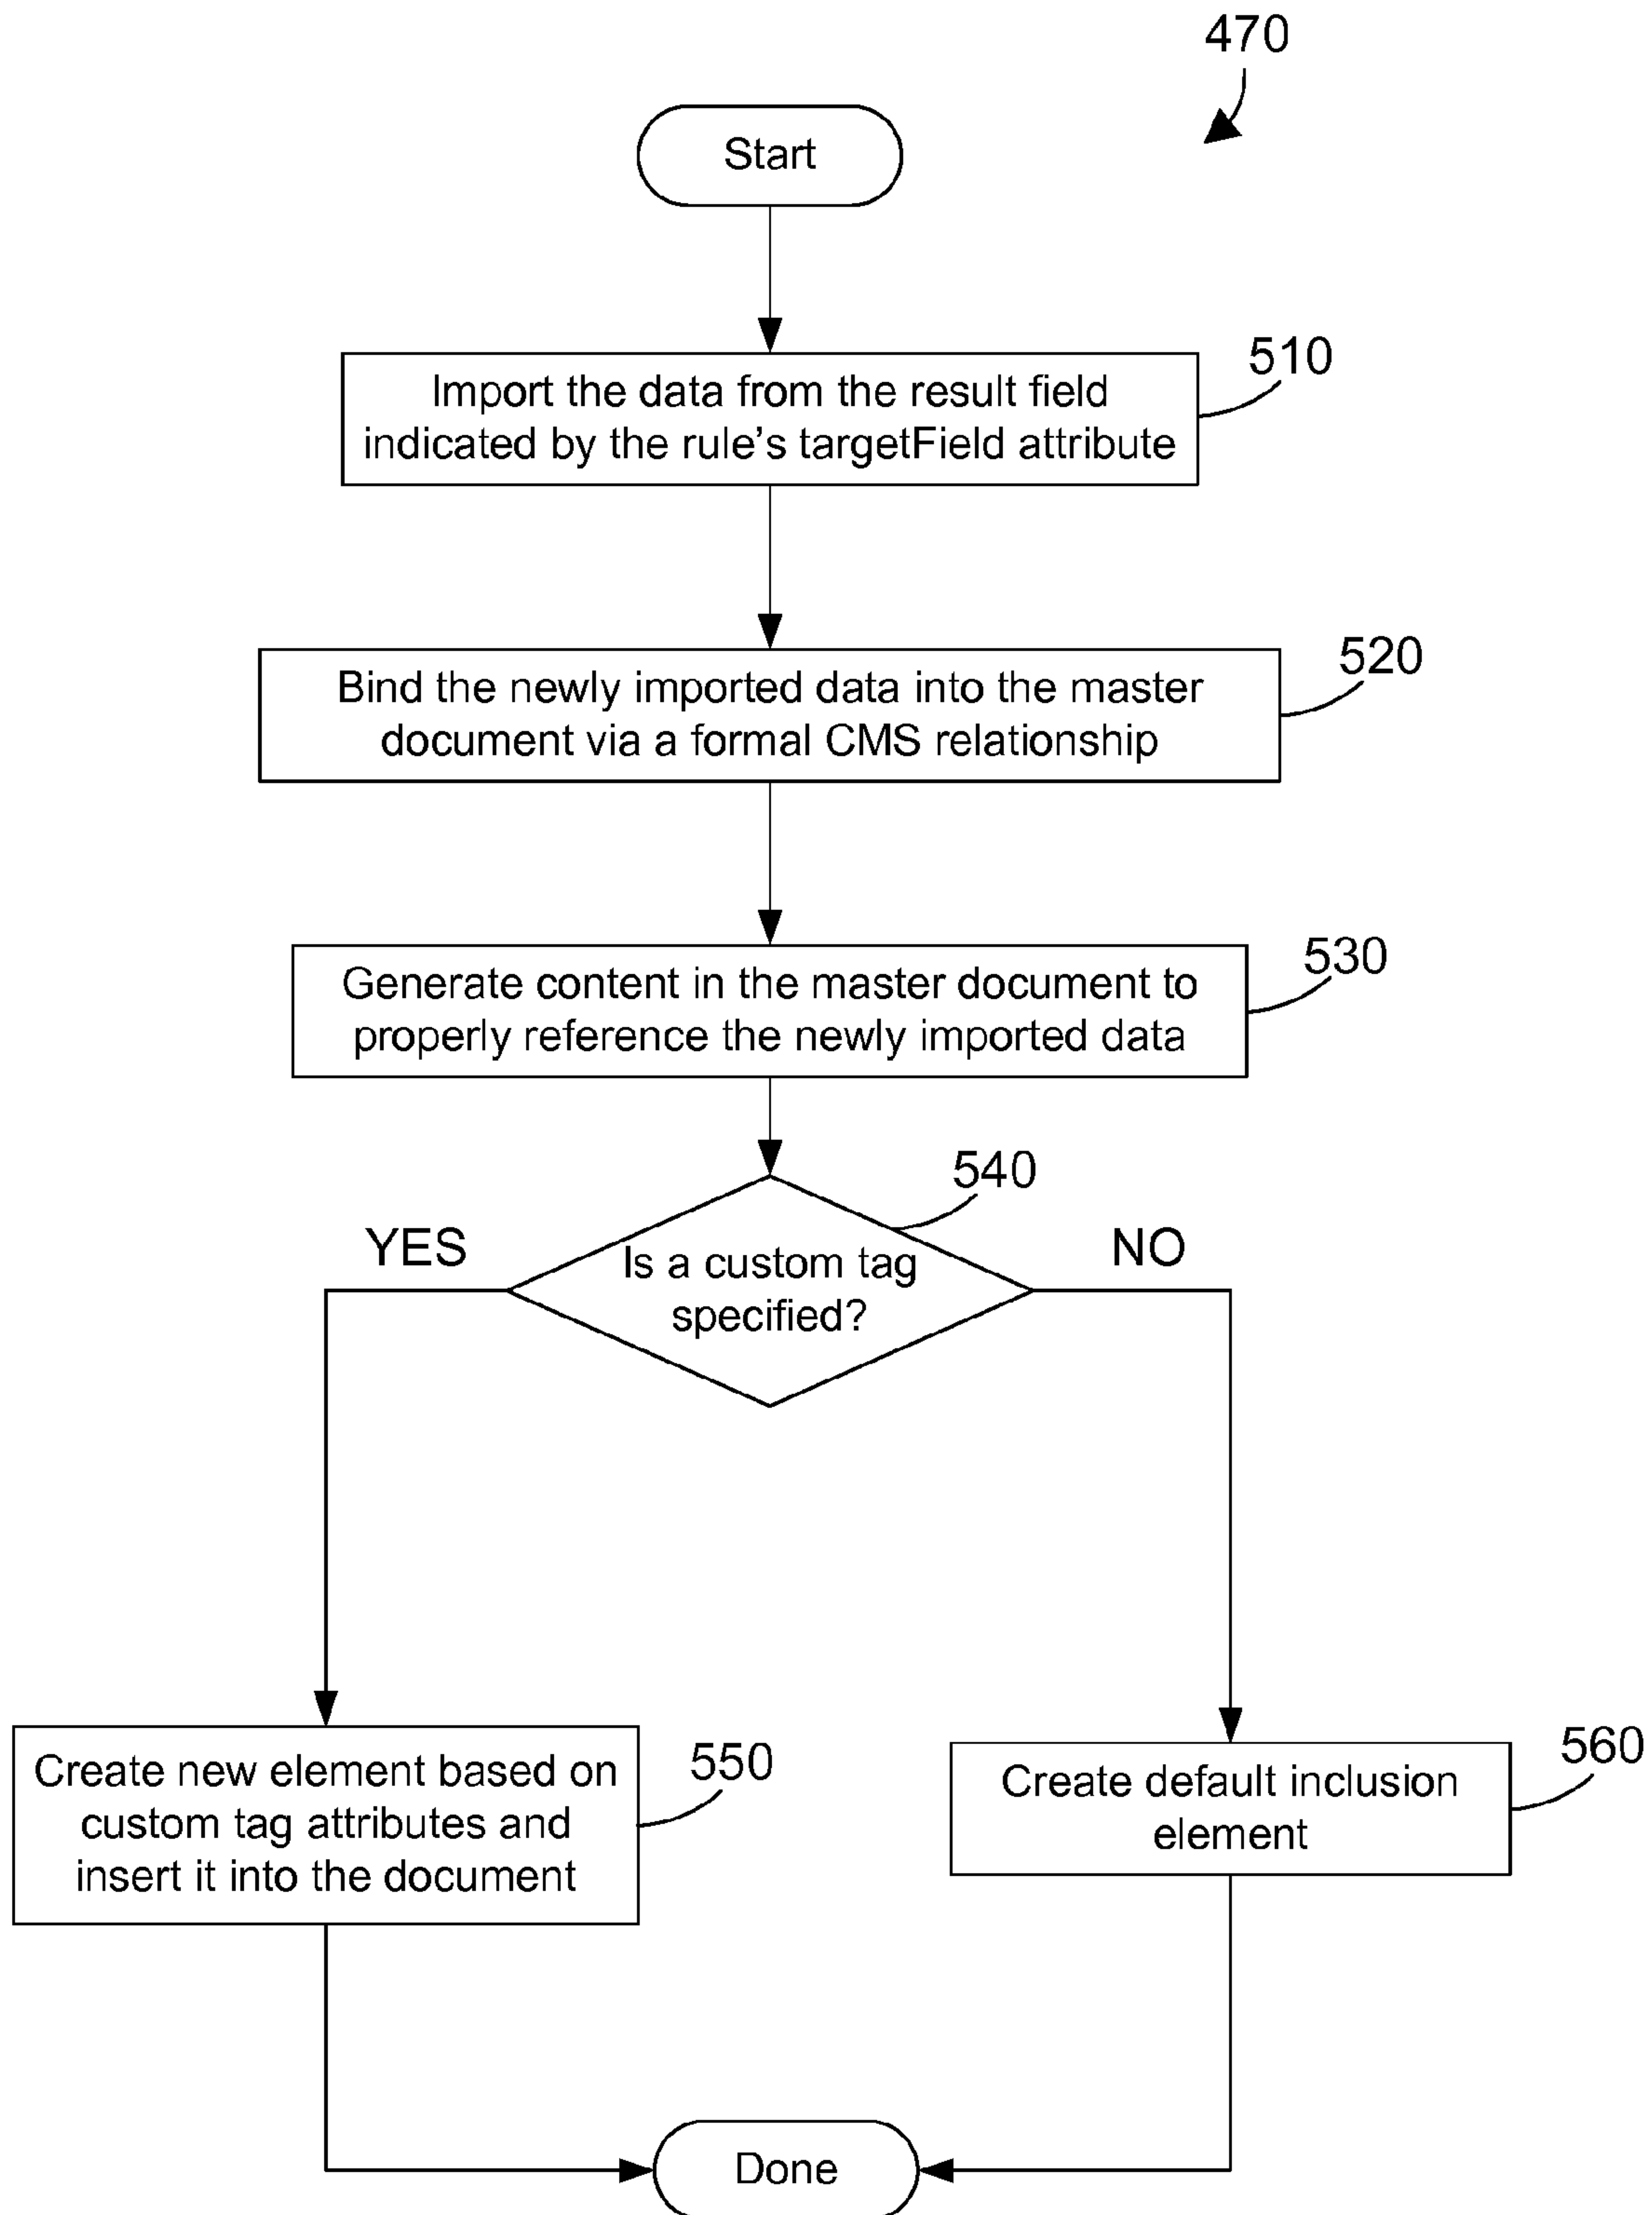 470
Start
510
Import the data from the result field
indicated by the rule’s targetField attribute
520
Bind the newly imported data into the master
document via a formal CMS relationship
530
Generate content in the master document to
properly reference the newly imported data
540
YES
NO
Is a custom tag
specified?
550
560
Create new element based on
custom tag attributes and
insert it into the document
Create default inclusion
element
Done